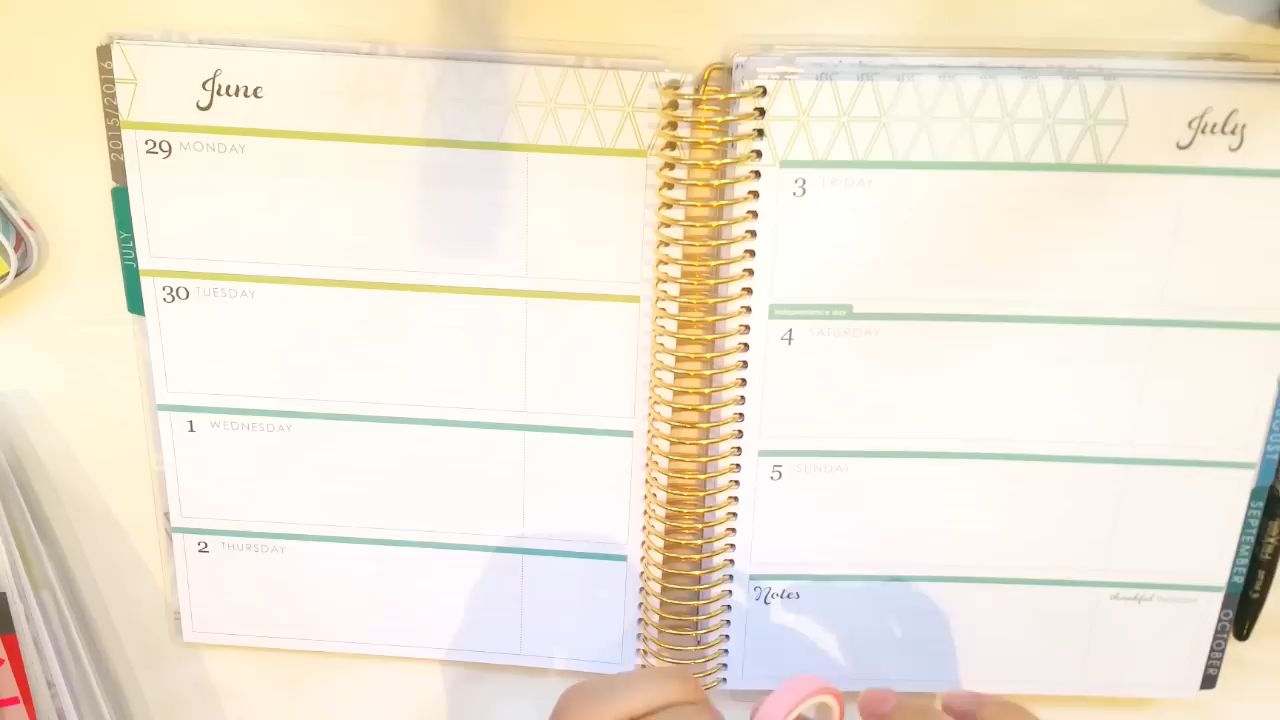 June
July
2015/2016
29 MONDAY
3 FRIDAY
JULY
30 TUESDAY
Independence day
4 SATURDAY
1 WEDNESDAY
5 SUNDAY
2 THURSDAY
Notes
thankful
SEPTEMBER
OCTOBER